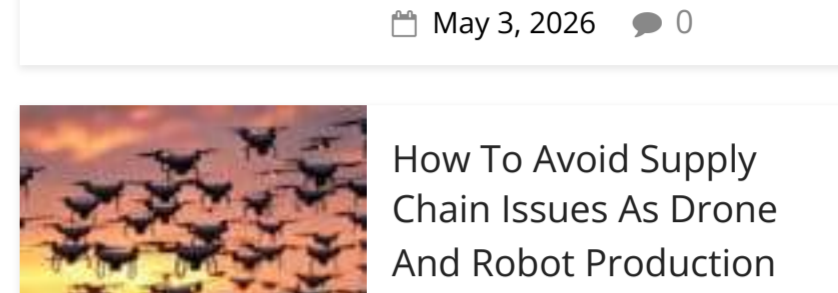 May 3, 2026 0
How To Avoid Supply
Chain Issues As Drone
And Robot Production